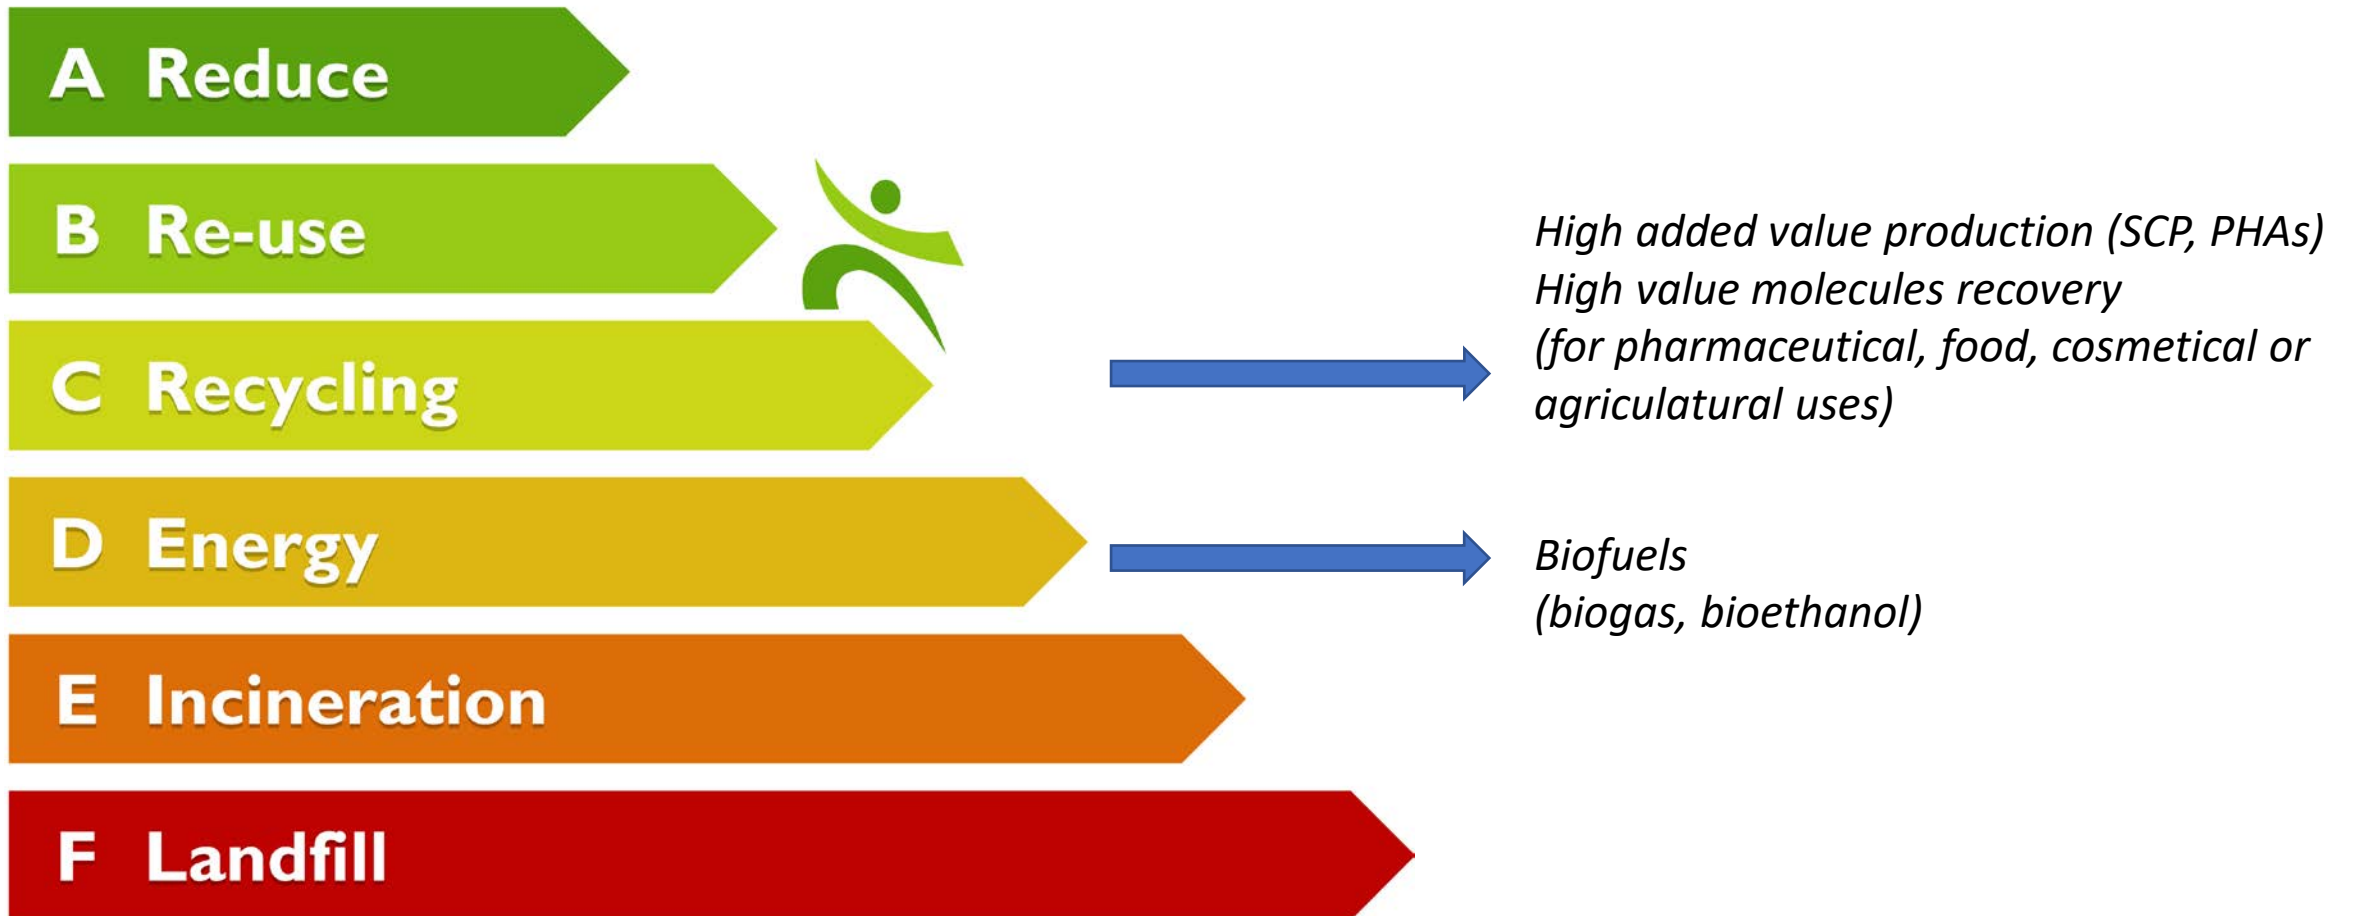 A Reduce
B Re-use
C Recycling
D Energy
E Incineration
F Landfill
High added value production (SCP, PHAs)
High value molecules recovery
(for pharmaceutical, food, cosmetical or
agriculatural uses)
Biofuels
(biogas, bioethanol)